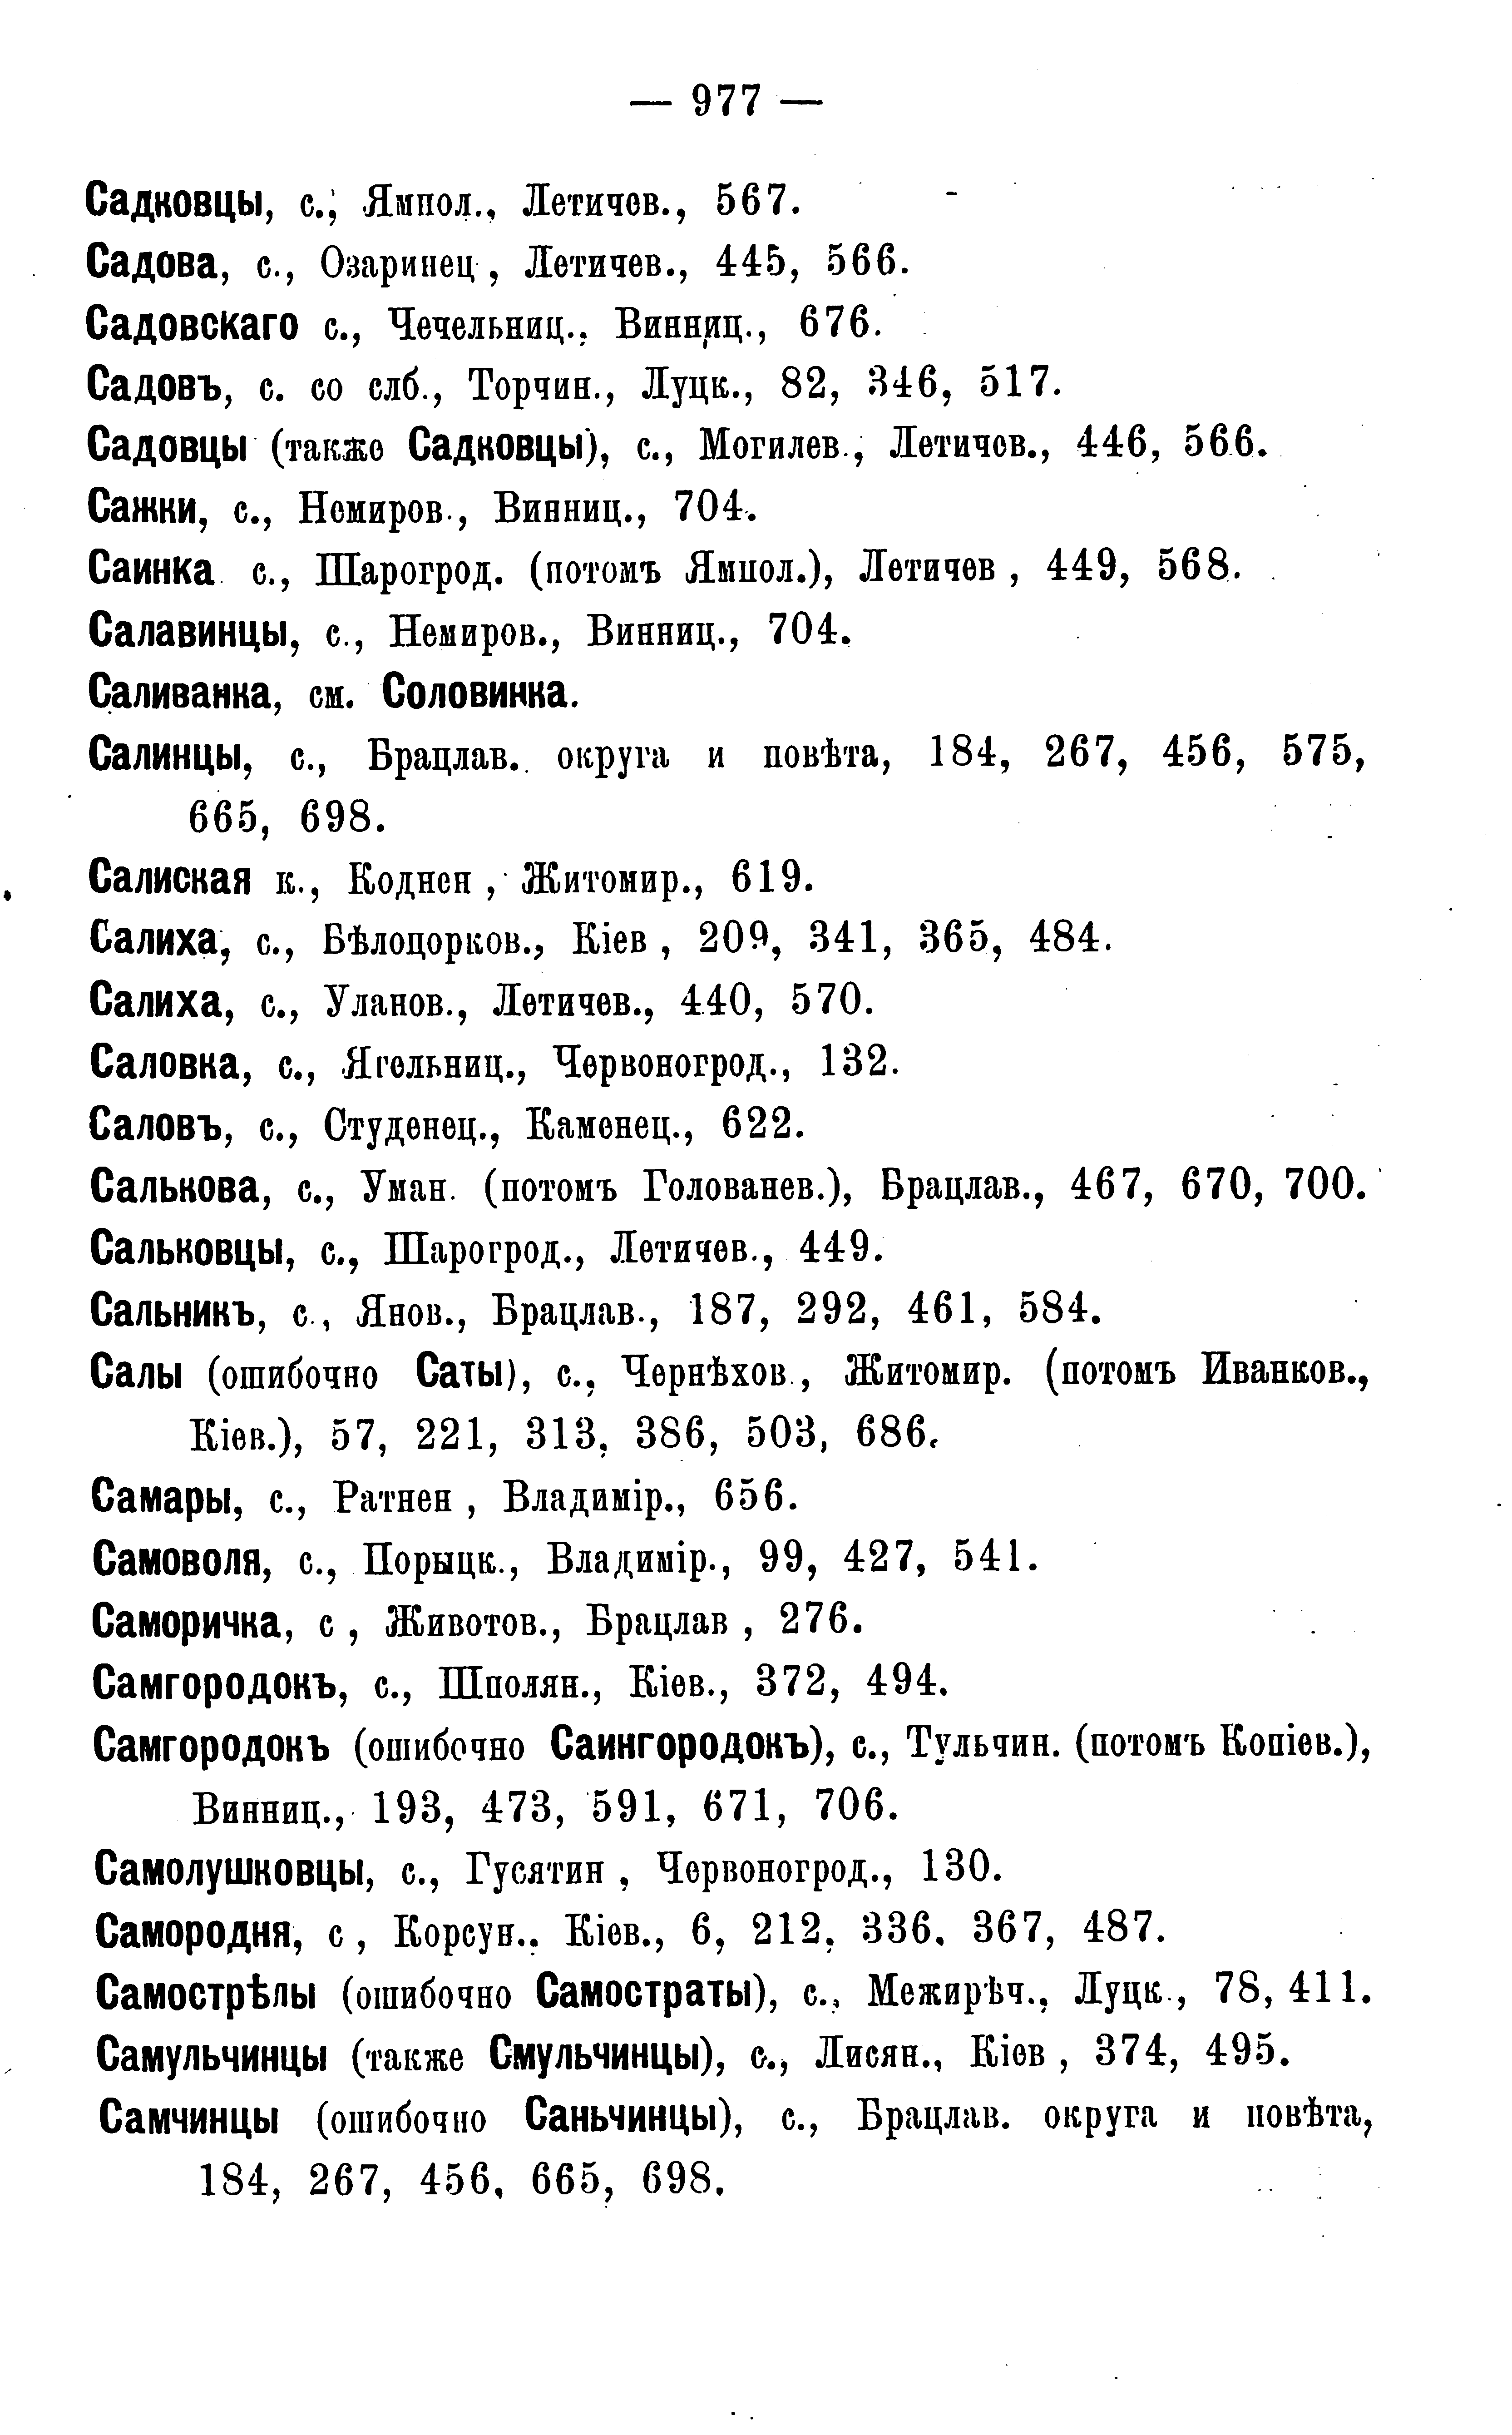 — 977 —
Садковцы, с., Ямпол., Летичев., 567.
Садова, с., Озаринец , Летичев., 445, 566.
Садовскаго с., Чечельниц., Винниц., 676.
Садовъ, с. со слб., Торчин., Луцк., 82, 346, 517.
Садовцы (также Садковцы), с., Могилев., Летичев., 446, 566.
Сажки, с., Немиров., Винниц., 704.
Саинка с., Шарогрод. (потомъ Ямпол.), Летичев , 449, 568.
Салавинцы, с., Немиров., Винниц., 704.
Саливанка, см. Соловинка.
Салинцы, с., Брацлав. округа и повѣта, 184, 267, 456, 575,
665, 698.
Салиская к., Коднен , Житомир., 619.
Салиха, с., Бѣлоцерков., Кіев , 209, 341, 365, 484.
Салиха, с., Уланов., Летичев., 440, 570.
Саловка, с., Ягельниц., Червоногрод., 132.
Саловъ, с., Студенец., Каменец., 622.
Салькова, с., Уман. (потомъ Голованев.), Брацлав., 467, 670, 700.
Сальковцы, с., Шарогрод., Летичев., 449.
Сальникъ, с., Янов., Брацлав., 187, 292, 461, 584.
Салы (ошибочно Саты), с., Чернѣхов., Житомир. (потомъ Иванков.,
Кіев.), 57, 221, 313, 386, 503, 686.
Самары, с., Ратнен , Владимір., 656.
Самоволя, с., Порыцк., Владимір., 99, 427, 541.
Саморичка, с , Животов., Брацлав , 276.
Самгородокъ, с., Шполян., Кіев., 372, 494.
Самгородокъ (ошибочно Саингородокъ), с., Тульчин. (потомъ Копіев.),
Винниц., 193, 473, 591, 671, 706.
Самолушковцы, с., Гусятин , Червоногрод., 130.
Самородня, с , Корсун., Кіев., 6, 212, 336, 367, 487.
Самострѣлы (ошибочно Самостраты), с., Межирѣч., Луцк., 78, 411.
Самульчинцы (также Смульчинцы), с., Лисян., Кіев , 374, 495.
Самчинцы (ошибочно Саньчинцы), с., Брацлав. округа и повѣта,
184, 267, 456, 665, 698.